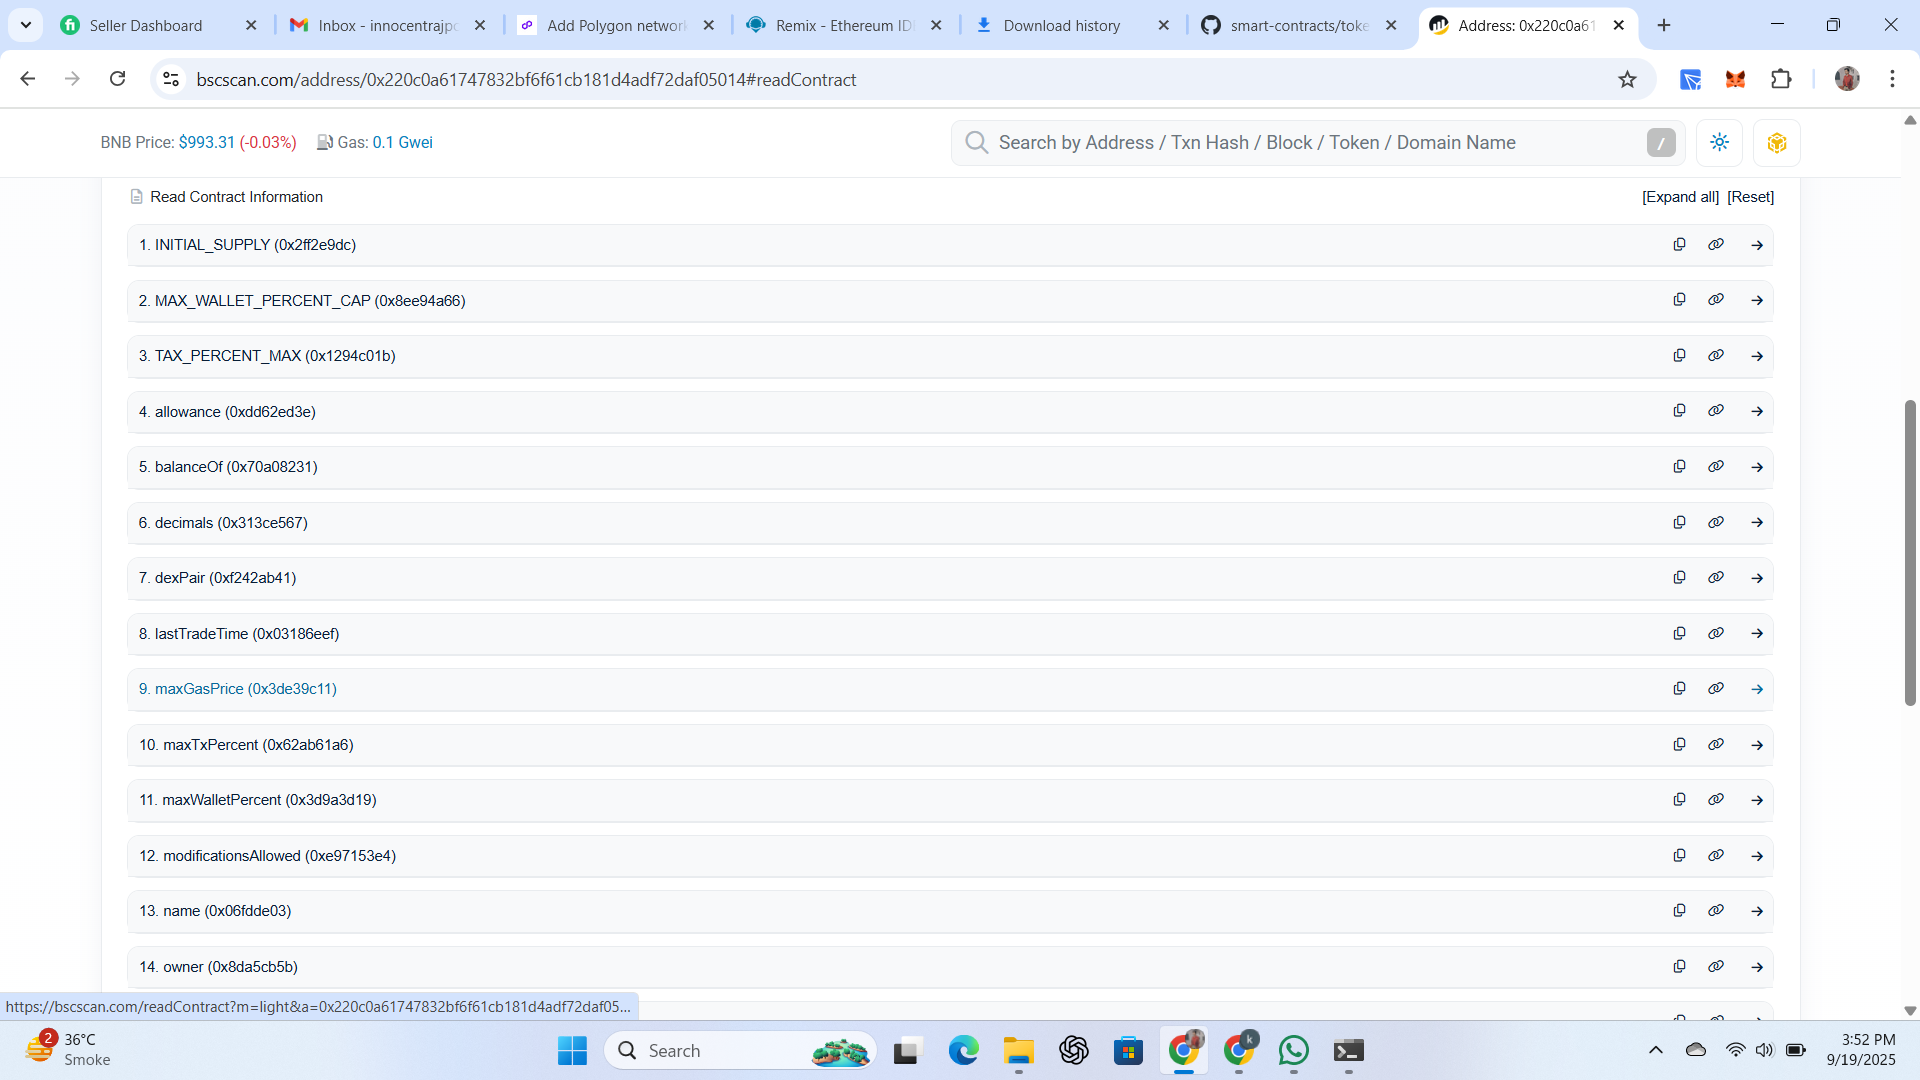 Seller Dashboard
Inbox - innocentrajpo
Add Polygon network
Remix - Ethereum IDE
Download history
smart-contracts/toke
Address: 0x220c0a61
bscscan.com/address/0x220c0a61747832bf6f61cb181d4adf72daf05014#readContract
BNB Price: $993.31 (-0.03%) Gas: 0.1 Gwei
Search by Address / Txn Hash / Block / Token / Domain Name
/
Read Contract Information
[Expand all] [Reset]
1. INITIAL_SUPPLY (0x2ff2e9dc)
2. MAX_WALLET_PERCENT_CAP (0x8ee94a66)
3. TAX_PERCENT_MAX (0x1294c01b)
4. allowance (0xdd62ed3e)
5. balanceOf (0x70a08231)
6. decimals (0x313ce567)
7. dexPair (0xf242ab41)
8. lastTradeTime (0x03186eef)
9. maxGasPrice (0x3de39c11)
10. maxTxPercent (0x62ab61a6)
11. maxWalletPercent (0x3d9a3d19)
12. modificationsAllowed (0xe97153e4)
13. name (0x06fdde03)
14. owner (0x8da5cb5b)
https://bscscan.com/readContract?m=light&a=0x220c0a61747832bf6f61cb181d4adf72daf05...
2
36°C
Smoke
Search
k
3:52 PM
9/19/2025